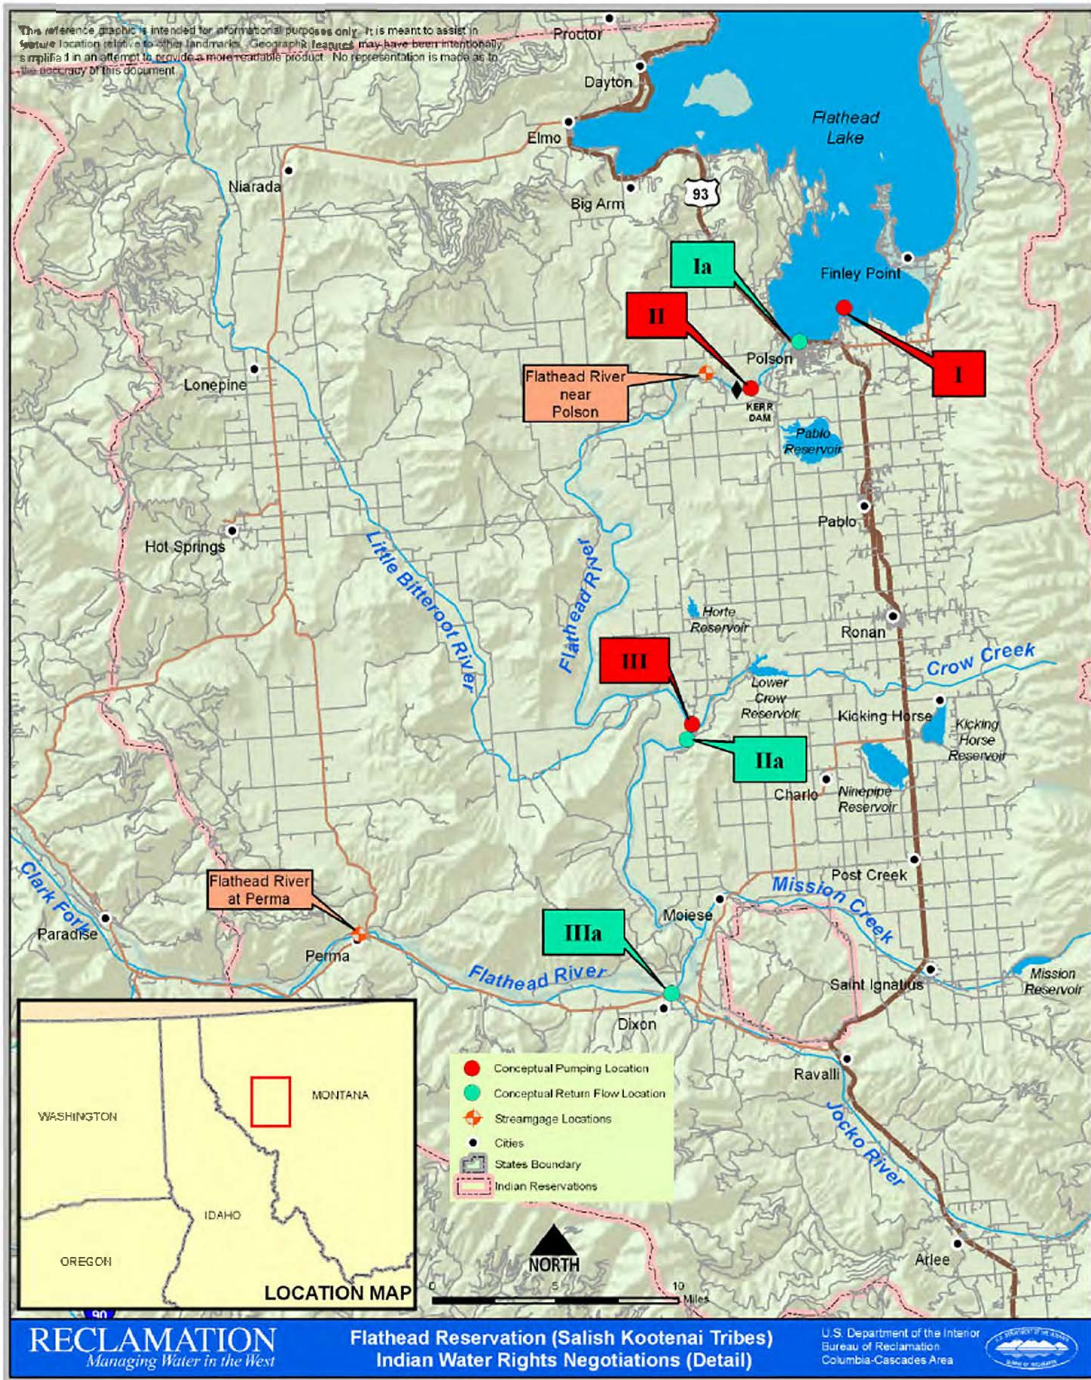 This reference graphic is intended for informational purposes only. It is meant to assist in
feature location relative to other landmarks. Geographic features may have been intentionally
simplified in an attempt to provide a more readable product. No representation is made as to
the accuracy of this document
Proctor
Dayton
Elmo
Flathead
Lake
Niarada
Big Arm
93
Ia
Finley Point
II
Polson
I
Lonepine
Flathead River
near
Polson
KERR
DAM
Pablo
Reservoir
Pablo
Hot Springs
Little Bitteroot River
Flathead River
Horte
Reservoir
Ronan
III
Crow Creek
Lower
Crow
Reservoir
Kicking Horse
Kicking
Horse
Reservoir
IIa
Charlo
Ninepipe
Reservoir
Post Creek
Flathead River
at Perma
Clark Fork
Paradise
Perma
Moiese
Mission Creek
IIIa
Flathead River
Saint Ignatius
Mission
Reservoir
Dixon
Ravalli
Jocko River
Arlee
Conceptual Pumping Location
Conceptual Return Flow Location
Streamgage Locations
Cities
States Boundary
Indian Reservations
WASHINGTON
MONTANA
IDAHO
OREGON
LOCATION MAP
90
NORTH
0 5 10
Miles
RECLAMATION
Managing Water in the West
Flathead Reservation (Salish Kootenai Tribes)
Indian Water Rights Negotiations (Detail)
U.S. Department of the Interior
Bureau of Reclamation
Columbia-Cascades Area